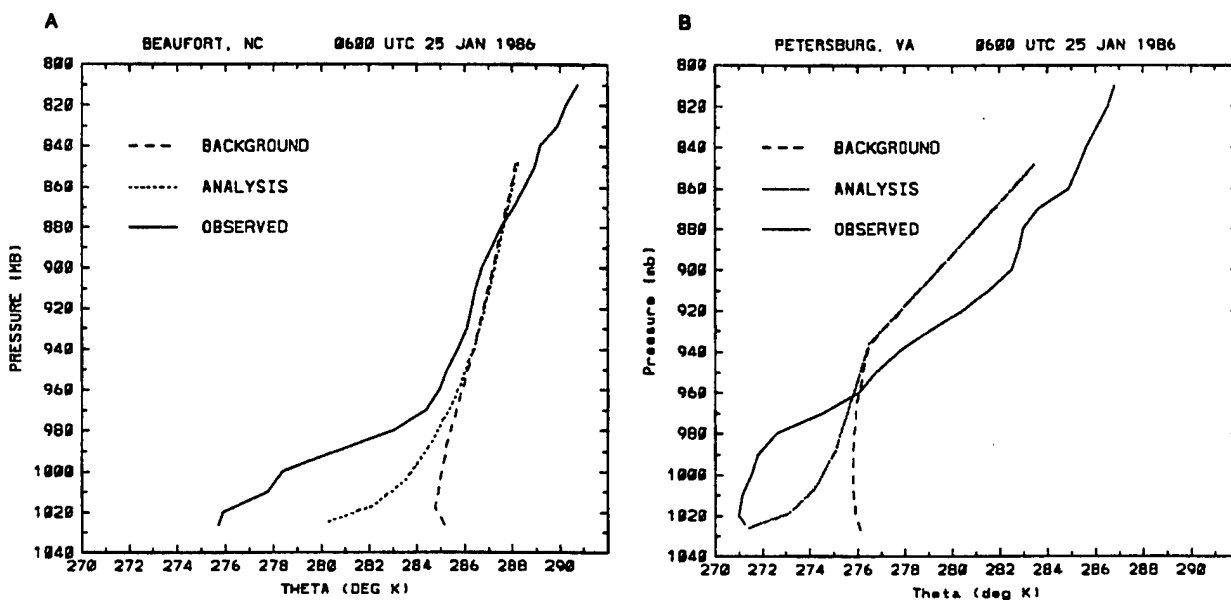 A
BEAUFORT, NC 0600 UTC 25 JAN 1986
800
820
840
860
880
900
920
940
960
980
1000
1020
1040
PRESSURE (MB)
BACKGROUND
ANALYSIS
OBSERVED
270 272 274 276 278 280 282 284 286 288 290
THETA (DEG K)
B
PETERSBURG, VA 0600 UTC 25 JAN 1986
800
820
840
860
880
900
920
940
960
980
1000
1020
1040
Pressure (mb)
BACKGROUND
ANALYSIS
OBSERVED
270 272 274 276 278 280 282 284 286 288 290
Theta (deg K)